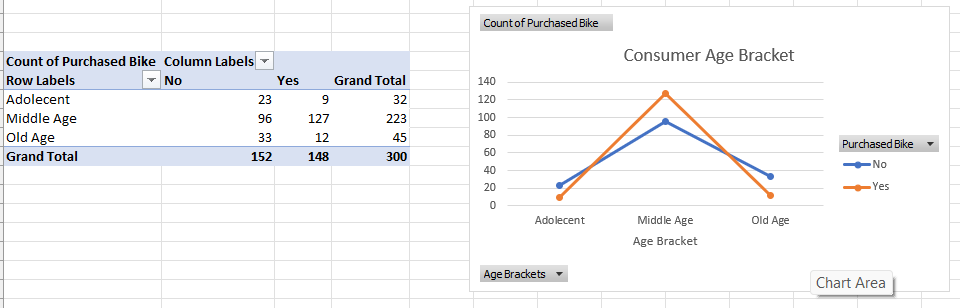 Count of Purchased Bike Column Labels
Row Labels No Yes Grand Total
Adolecent 23 9 32
Middle Age 96 127 223
Old Age 33 12 45
Grand Total 152 148 300
Count of Purchased Bike
Consumer Age Bracket
140
120
100
80
60
40
20
0
Adolecent Middle Age Old Age
Age Bracket
Purchased Bike
No
Yes
Age Brackets
Chart Area